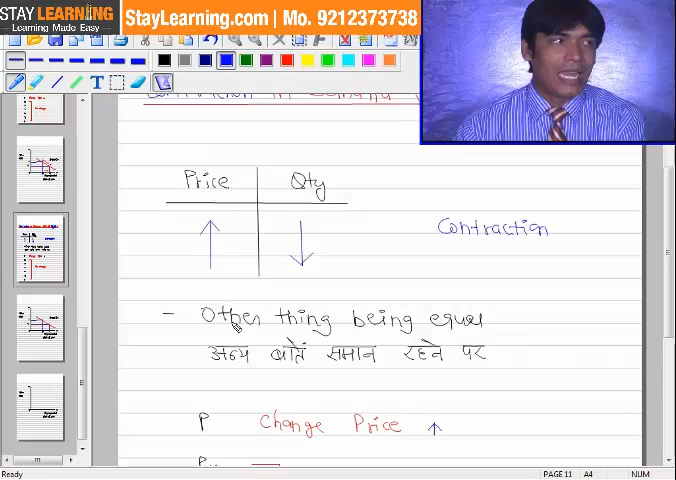 STAY LEARNING
Learning Made Easy
StayLearning.com | Mo. 9212373738
Price Qty
Contraction
- Other thing being equal
अन्य बातें समान रहने पर
P Change Price ↑
Ready PAGE 11 A4 NUM